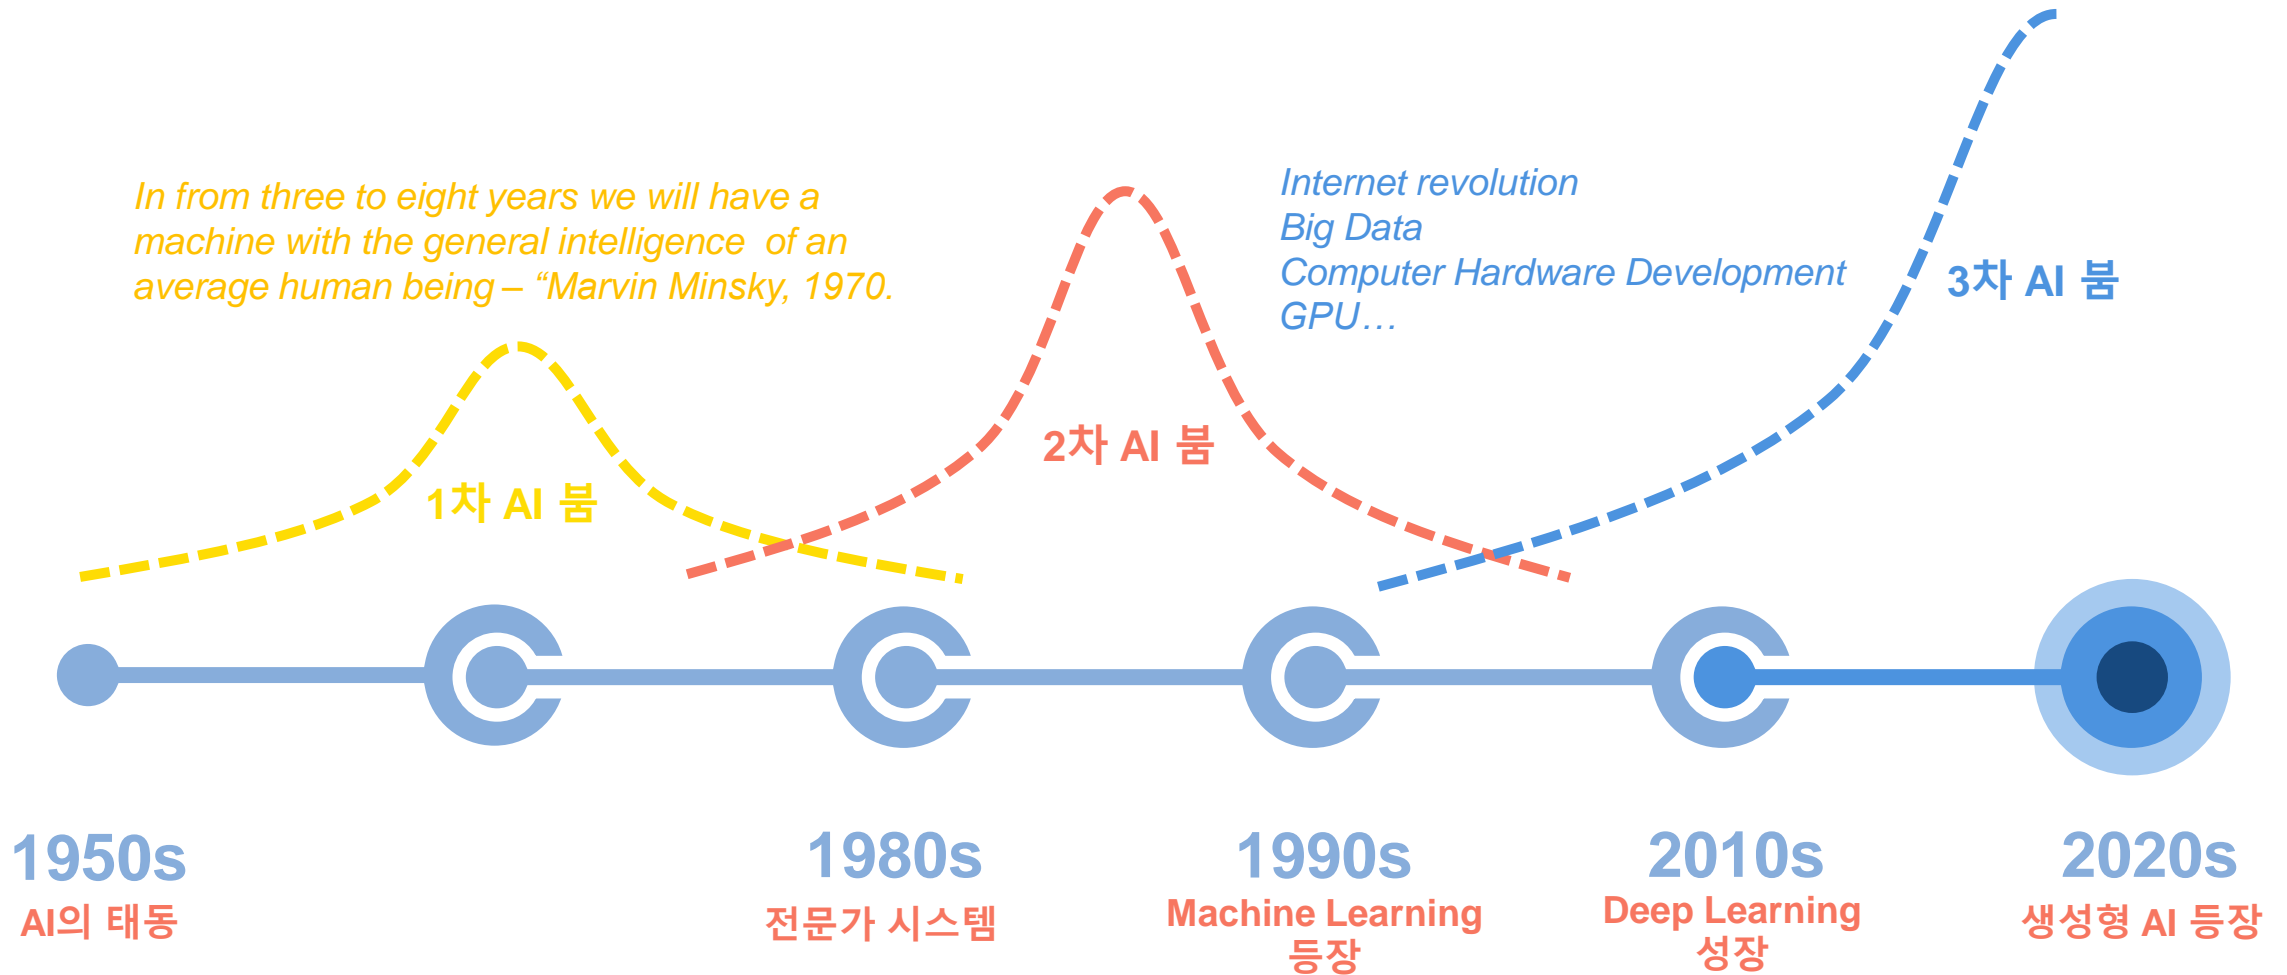 In from three to eight years we will have a
machine with the general intelligence  of an
average human being – “Marvin Minsky, 1970.
Internet revolution
Big Data
Computer Hardware Development
GPU…
1차 AI 붐
2차 AI 붐
3차 AI 붐
1950s
AI의 태동
1980s
전문가 시스템
1990s
Machine Learning
등장
2010s
Deep Learning
성장
2020s
생성형 AI 등장